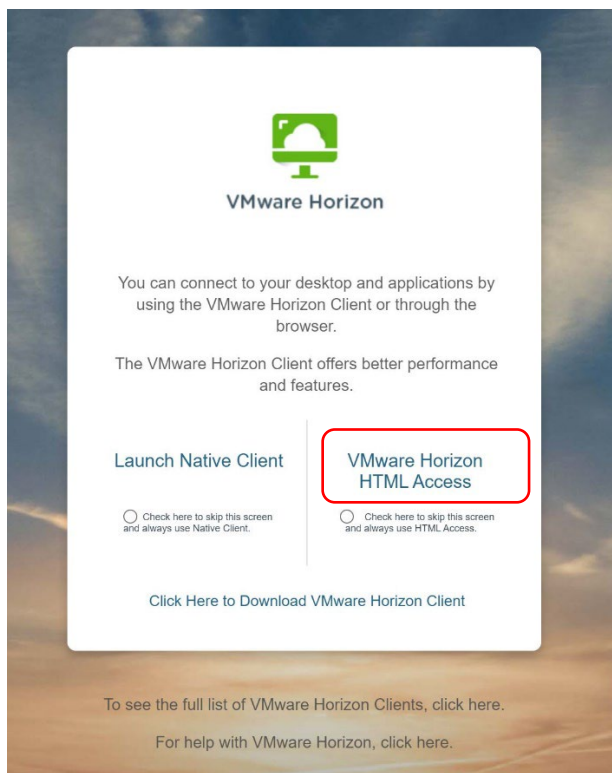 VMware Horizon
You can connect to your desktop and applications by
using the VMware Horizon Client or through the
browser.
The VMware Horizon Client offers better performance
and features.
Launch Native Client
Check here to skip this screen
and always use Native Client.
VMware Horizon
HTML Access
Check here to skip this screen
and always use HTML Access.
Click Here to Download VMware Horizon Client
To see the full list of VMware Horizon Clients, click here.
For help with VMware Horizon, click here.